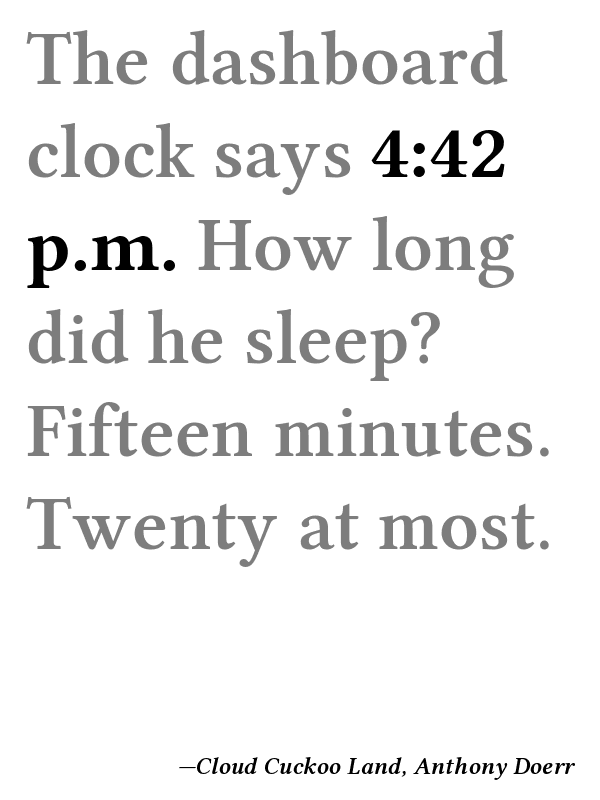 The dashboard
clock says 4:42
p.m. How long
did he sleep?
Fifteen minutes.
Twenty at most.
—Cloud Cuckoo Land, Anthony Doerr